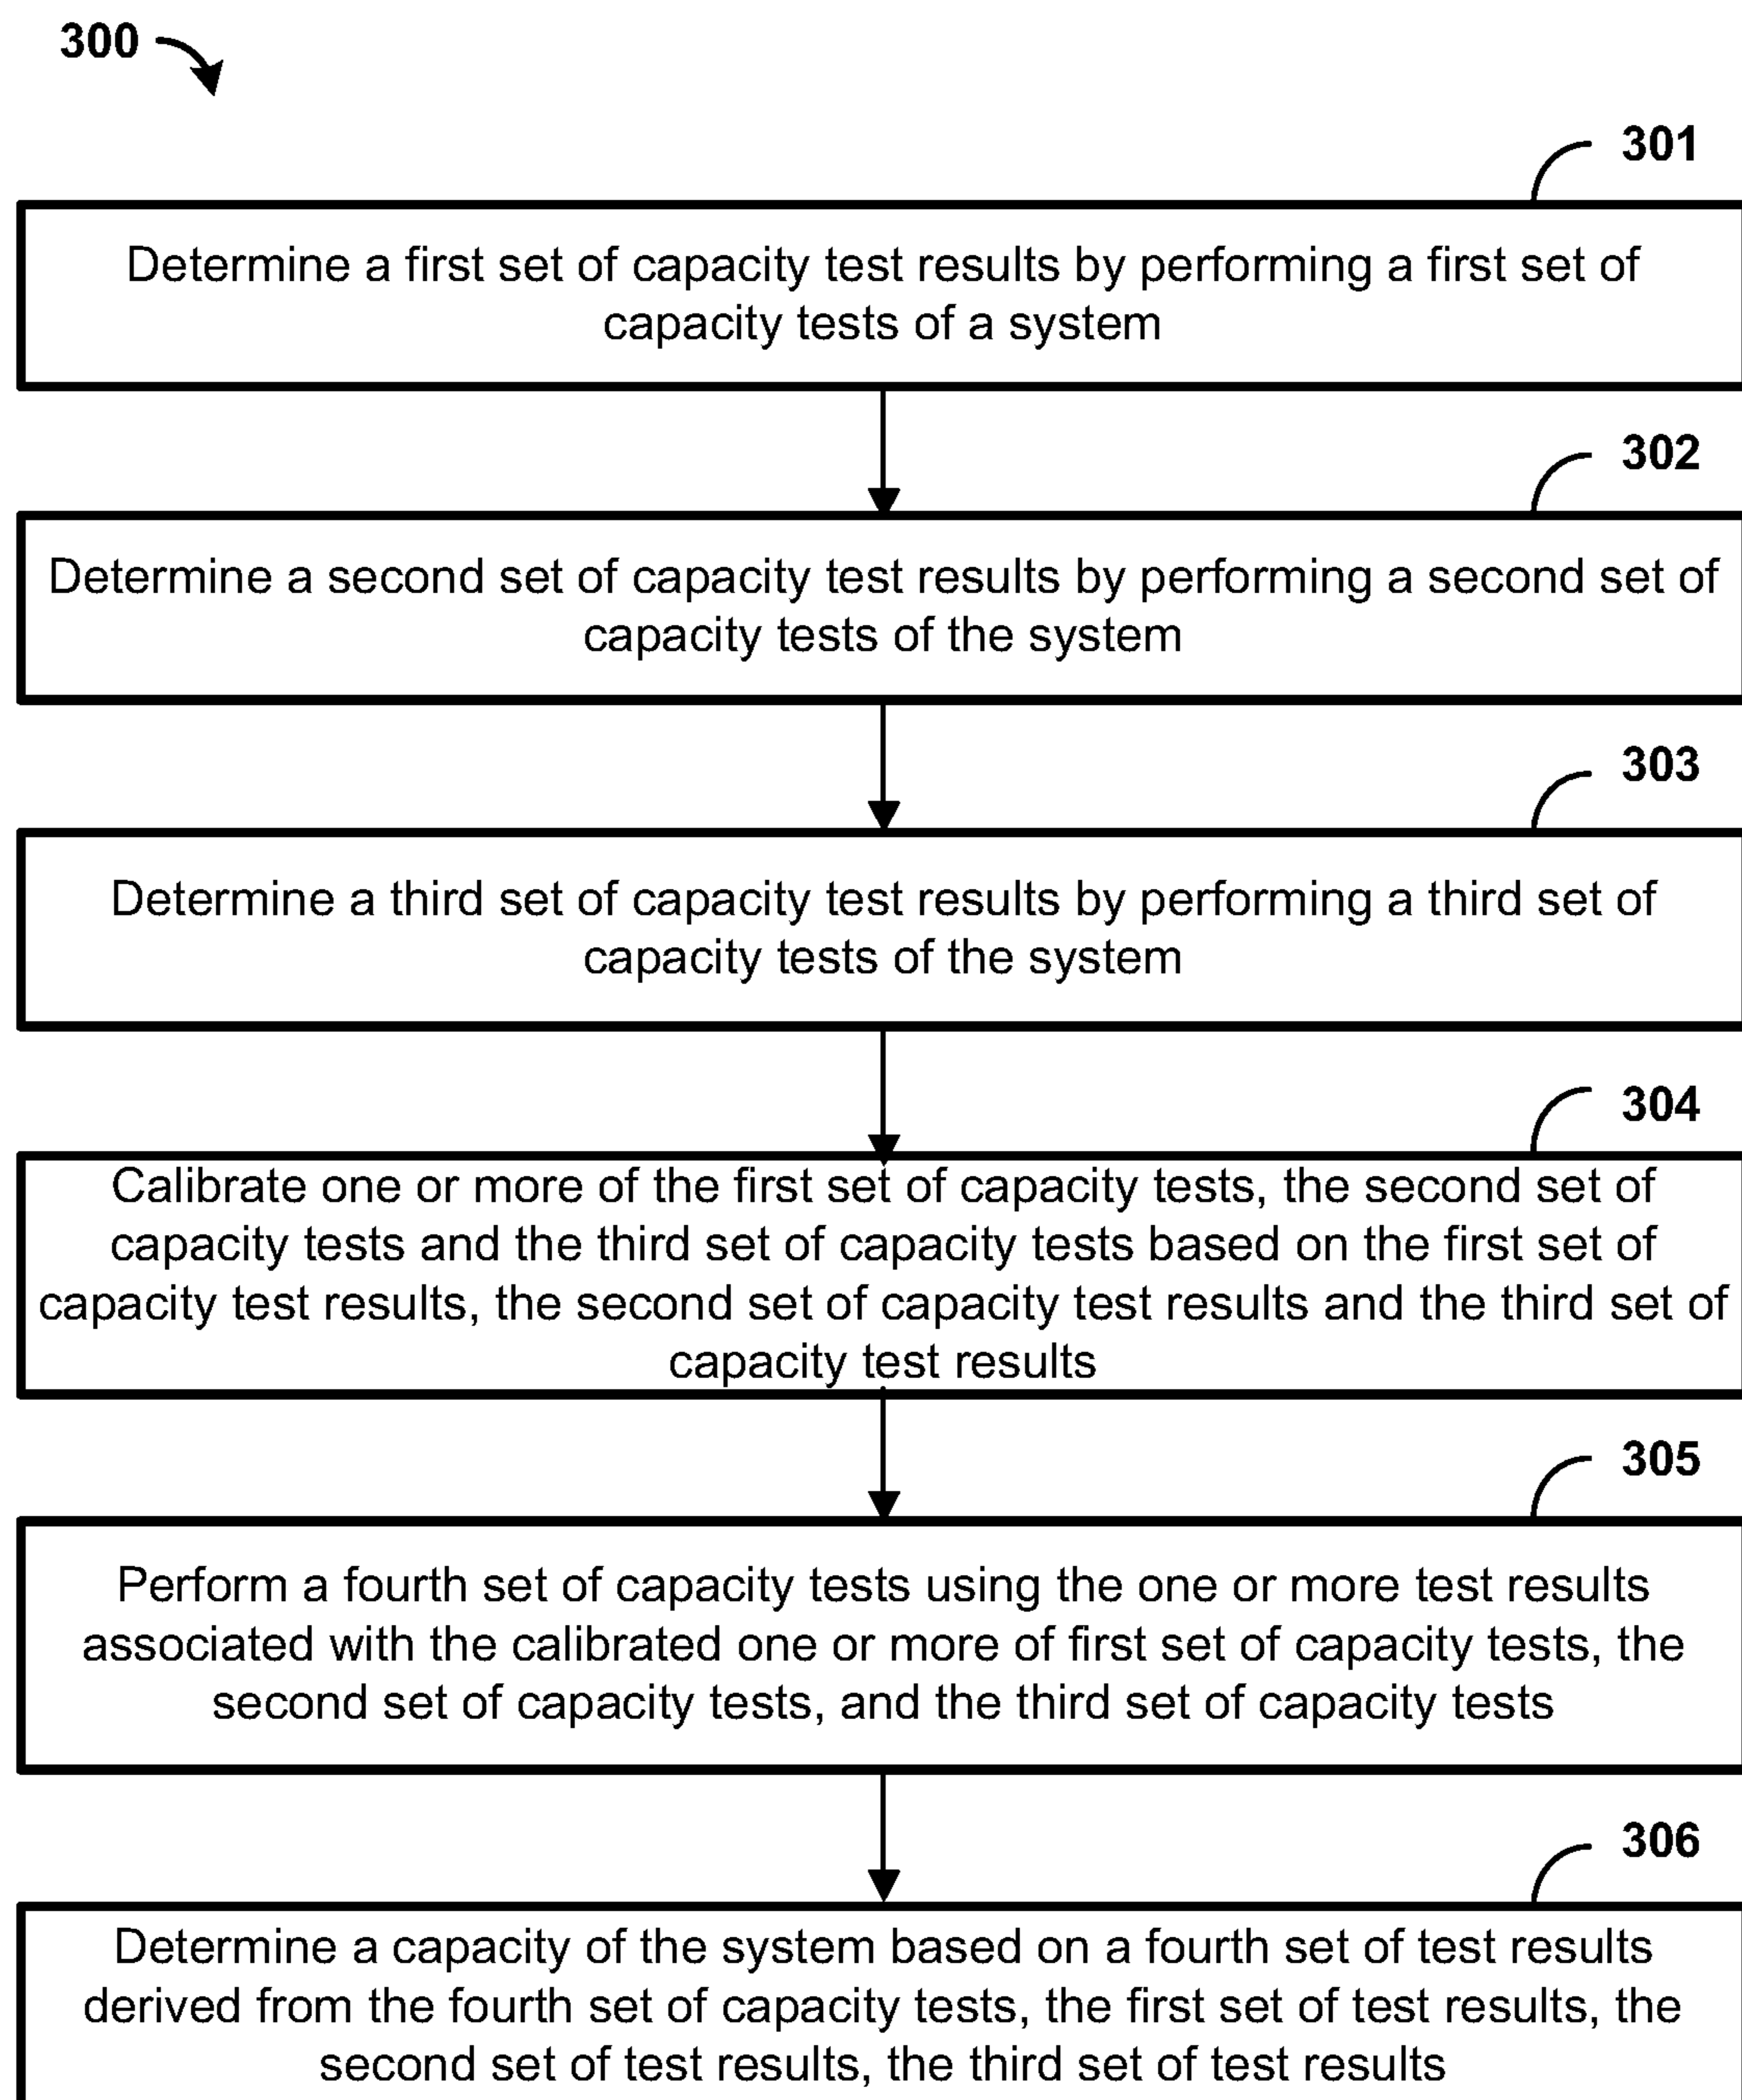 300
301
Determine a first set of capacity test results by performing a first set of
capacity tests of a system
302
Determine a second set of capacity test results by performing a second set of
capacity tests of the system
303
Determine a third set of capacity test results by performing a third set of
capacity tests of the system
304
Calibrate one or more of the first set of capacity tests, the second set of
capacity tests and the third set of capacity tests based on the first set of
capacity test results, the second set of capacity test results and the third set of
capacity test results
305
Perform a fourth set of capacity tests using the one or more test results
associated with the calibrated one or more of first set of capacity tests, the
second set of capacity tests, and the third set of capacity tests
306
Determine a capacity of the system based on a fourth set of test results
derived from the fourth set of capacity tests, the first set of test results, the
second set of test results, the third set of test results